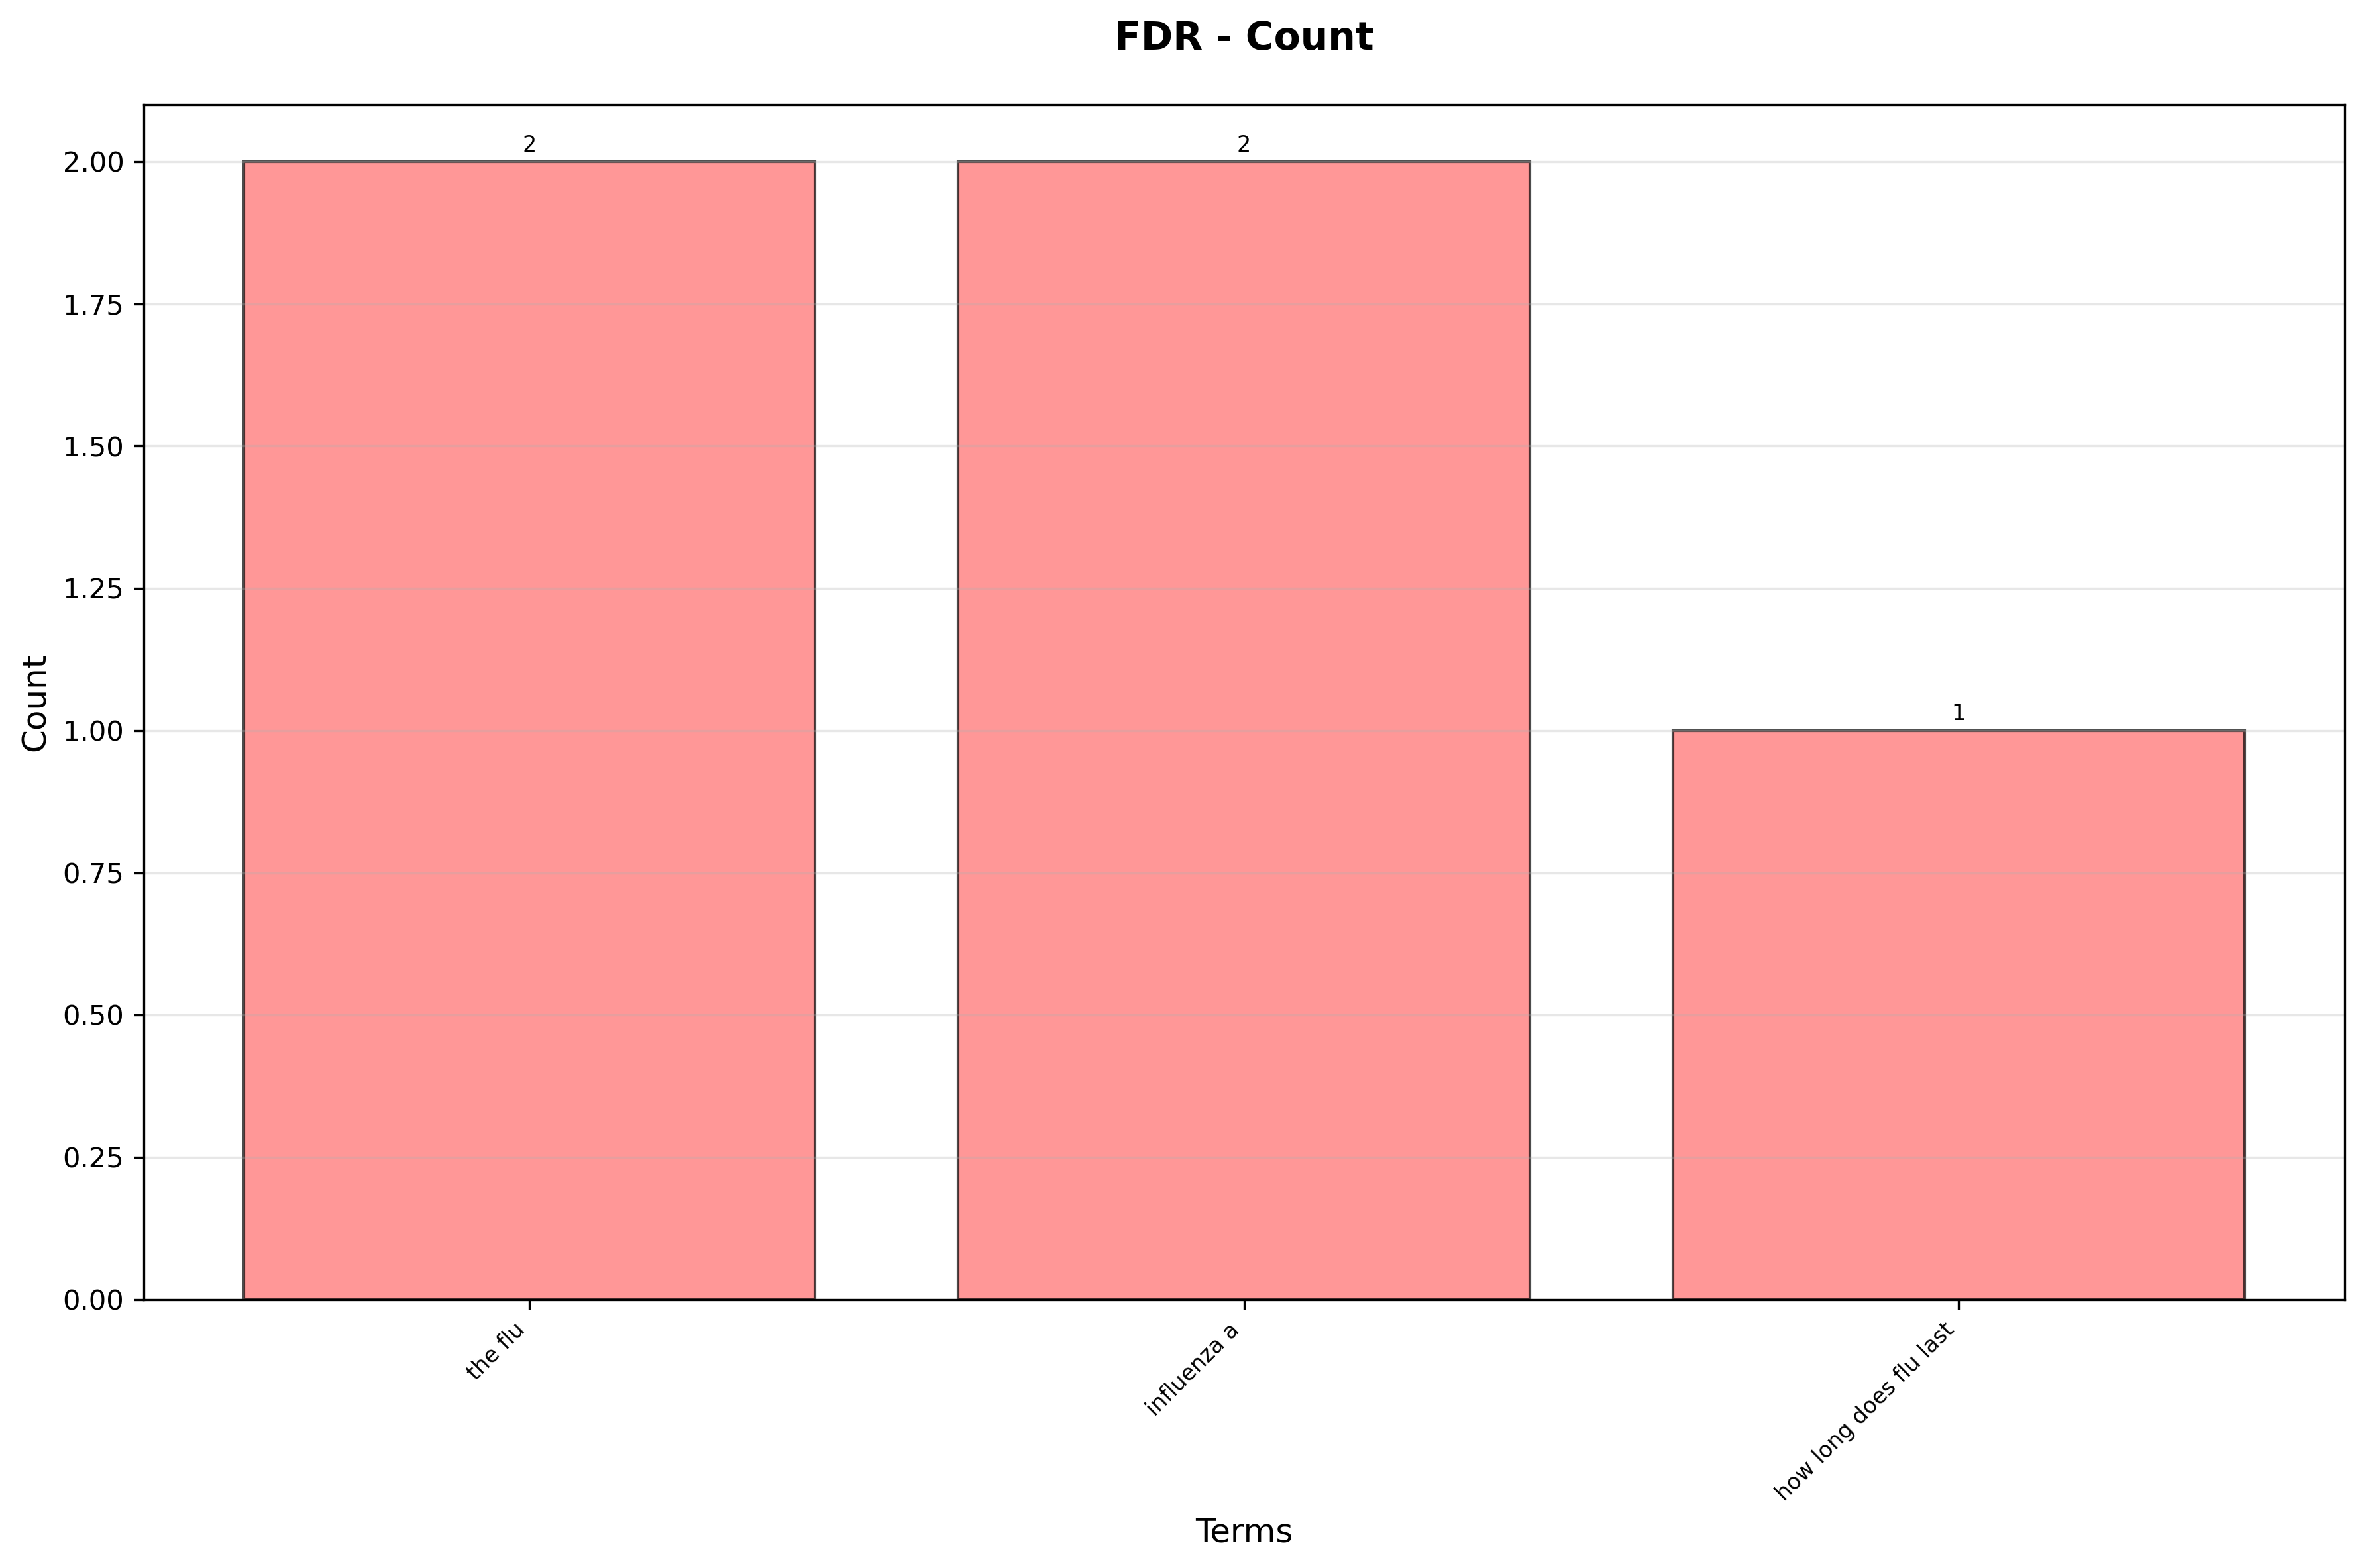 FDR - Count
2
2
1
2.00
1.75
1.50
1.25
1.00
0.75
0.50
0.25
0.00
Count
the flu
influenza a
how long does flu last
Terms